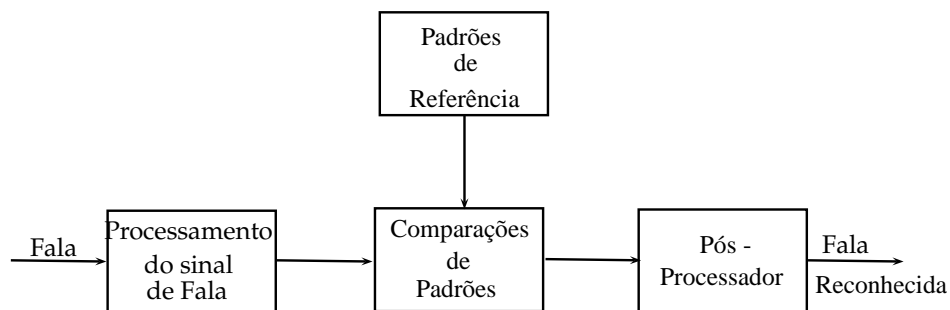 Padrões
de
Referência
Fala
Processamento
do sinal
de Fala
Comparações
de
Padrões
Pós -
Processador
Fala
Reconhecida